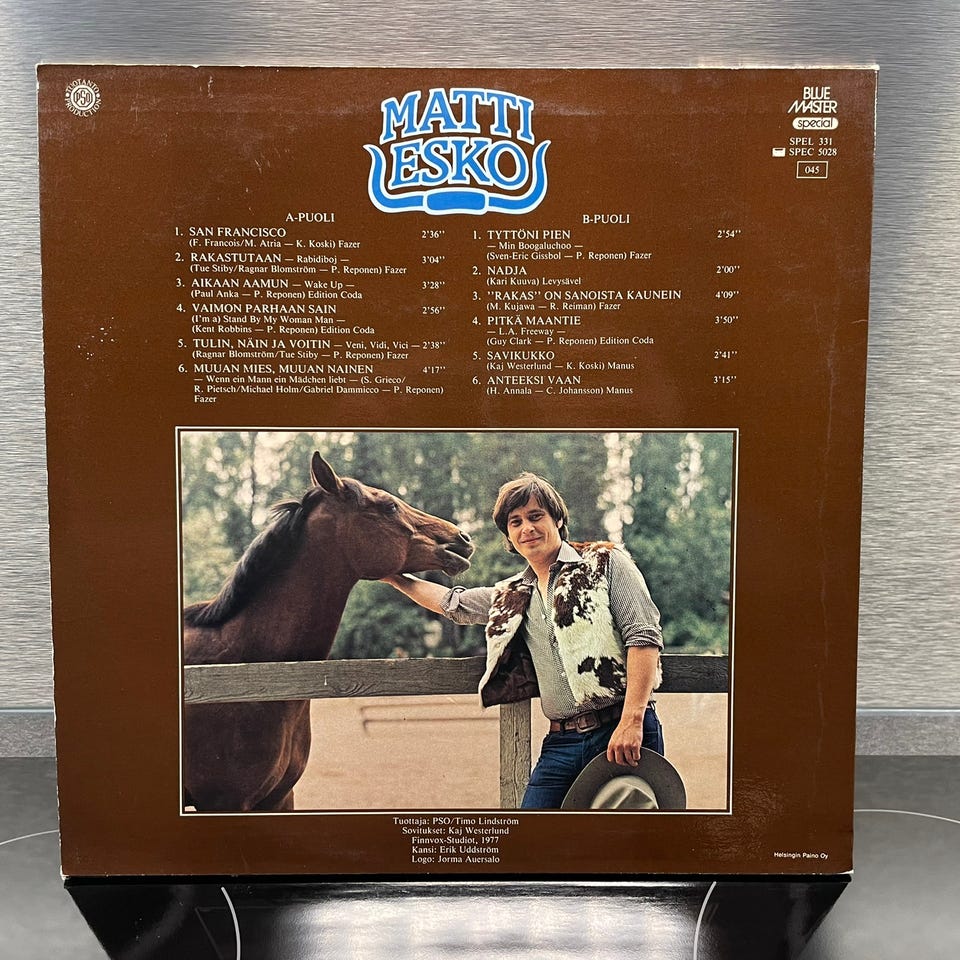 TUOTANTO
PSO
PRODUCTION
MATTI
ESKO
BLUE
MASTER
special
SPEL 331
SPEC 5028
045
A-PUOLI
1. SAN FRANCISCO 2'36"
(F. Francois/M. Atria — K. Koski) Fazer
2. RAKASTUTAAN — Rabidiboj — 3'04"
(Tue Stiby/Ragnar Blomström — P. Reponen) Fazer
3. AIKAAN AAMUN — Wake Up — 3'28"
(Paul Anka — P. Reponen) Edition Coda
4. VAIMON PARHAAN SAIN 2'56"
(I'm a) Stand By My Woman Man —
(Kent Robbins — P. Reponen) Edition Coda
5. TULIN, NÄIN JA VOITIN — Veni, Vidi, Vici — 2'38"
(Ragnar Blomström/Tue Stiby — P. Reponen) Fazer
6. MUUAN MIES, MUUAN NAINEN 4'17"
— Wenn ein Mann ein Mädchen liebt — (S. Grieco/
R. Pietsch/Michael Holm/Gabriel Dammicco — P. Reponen)
Fazer
B-PUOLI
1. TYTTÖNI PIEN 2'54"
— Min Boogaluchoo —
(Sven-Eric Gissbol — P. Reponen) Fazer
2. NADJA 2'00"
(Kari Kuuva) Levysävel
3. "RAKAS" ON SANOISTA KAUNEIN 4'09"
(M. Kujawa — R. Reiman) Fazer
4. PITKÄ MAANTIE 3'50"
— L.A. Freeway —
(Guy Clark — P. Reponen) Edition Coda
5. SAVIKUKKO 2'41"
(Kaj Westerlund — K. Koski) Manus
6. ANTEEKSI VAAN 3'15"
(H. Annala — C. Johansson) Manus
Tuottaja: PSO/Timo Lindström
Sovitukset: Kaj Westerlund
Finnvox-Studiot, 1977
Kansi: Erik Uddström
Logo: Jorma Auersalo
Helsingin Paino Oy